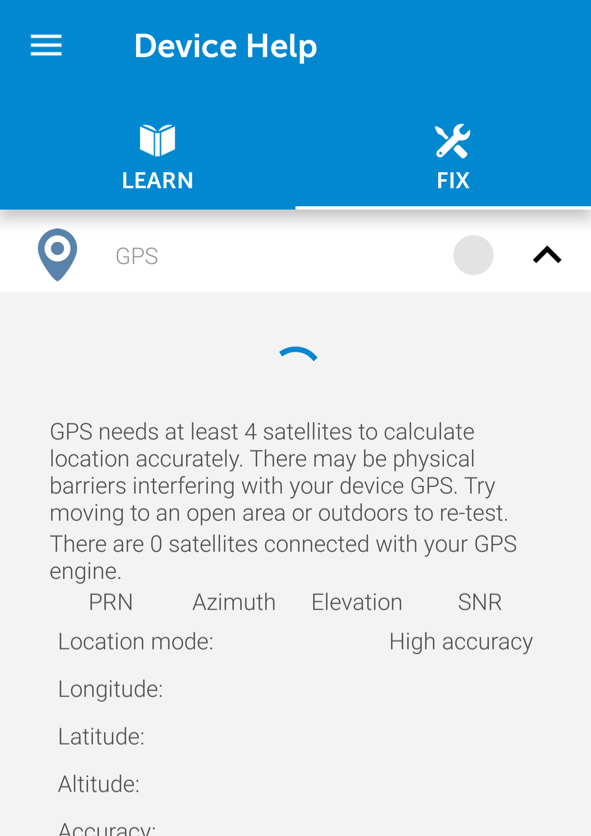 Device Help
LEARN
FIX
GPS
GPS needs at least 4 satellites to calculate
location accurately. There may be physical
barriers interfering with your device GPS. Try
moving to an open area or outdoors to re-test.
There are 0 satellites connected with your GPS
engine.
PRN Azimuth Elevation SNR
Location mode: High accuracy
Longitude:
Latitude:
Altitude:
Accuracy: